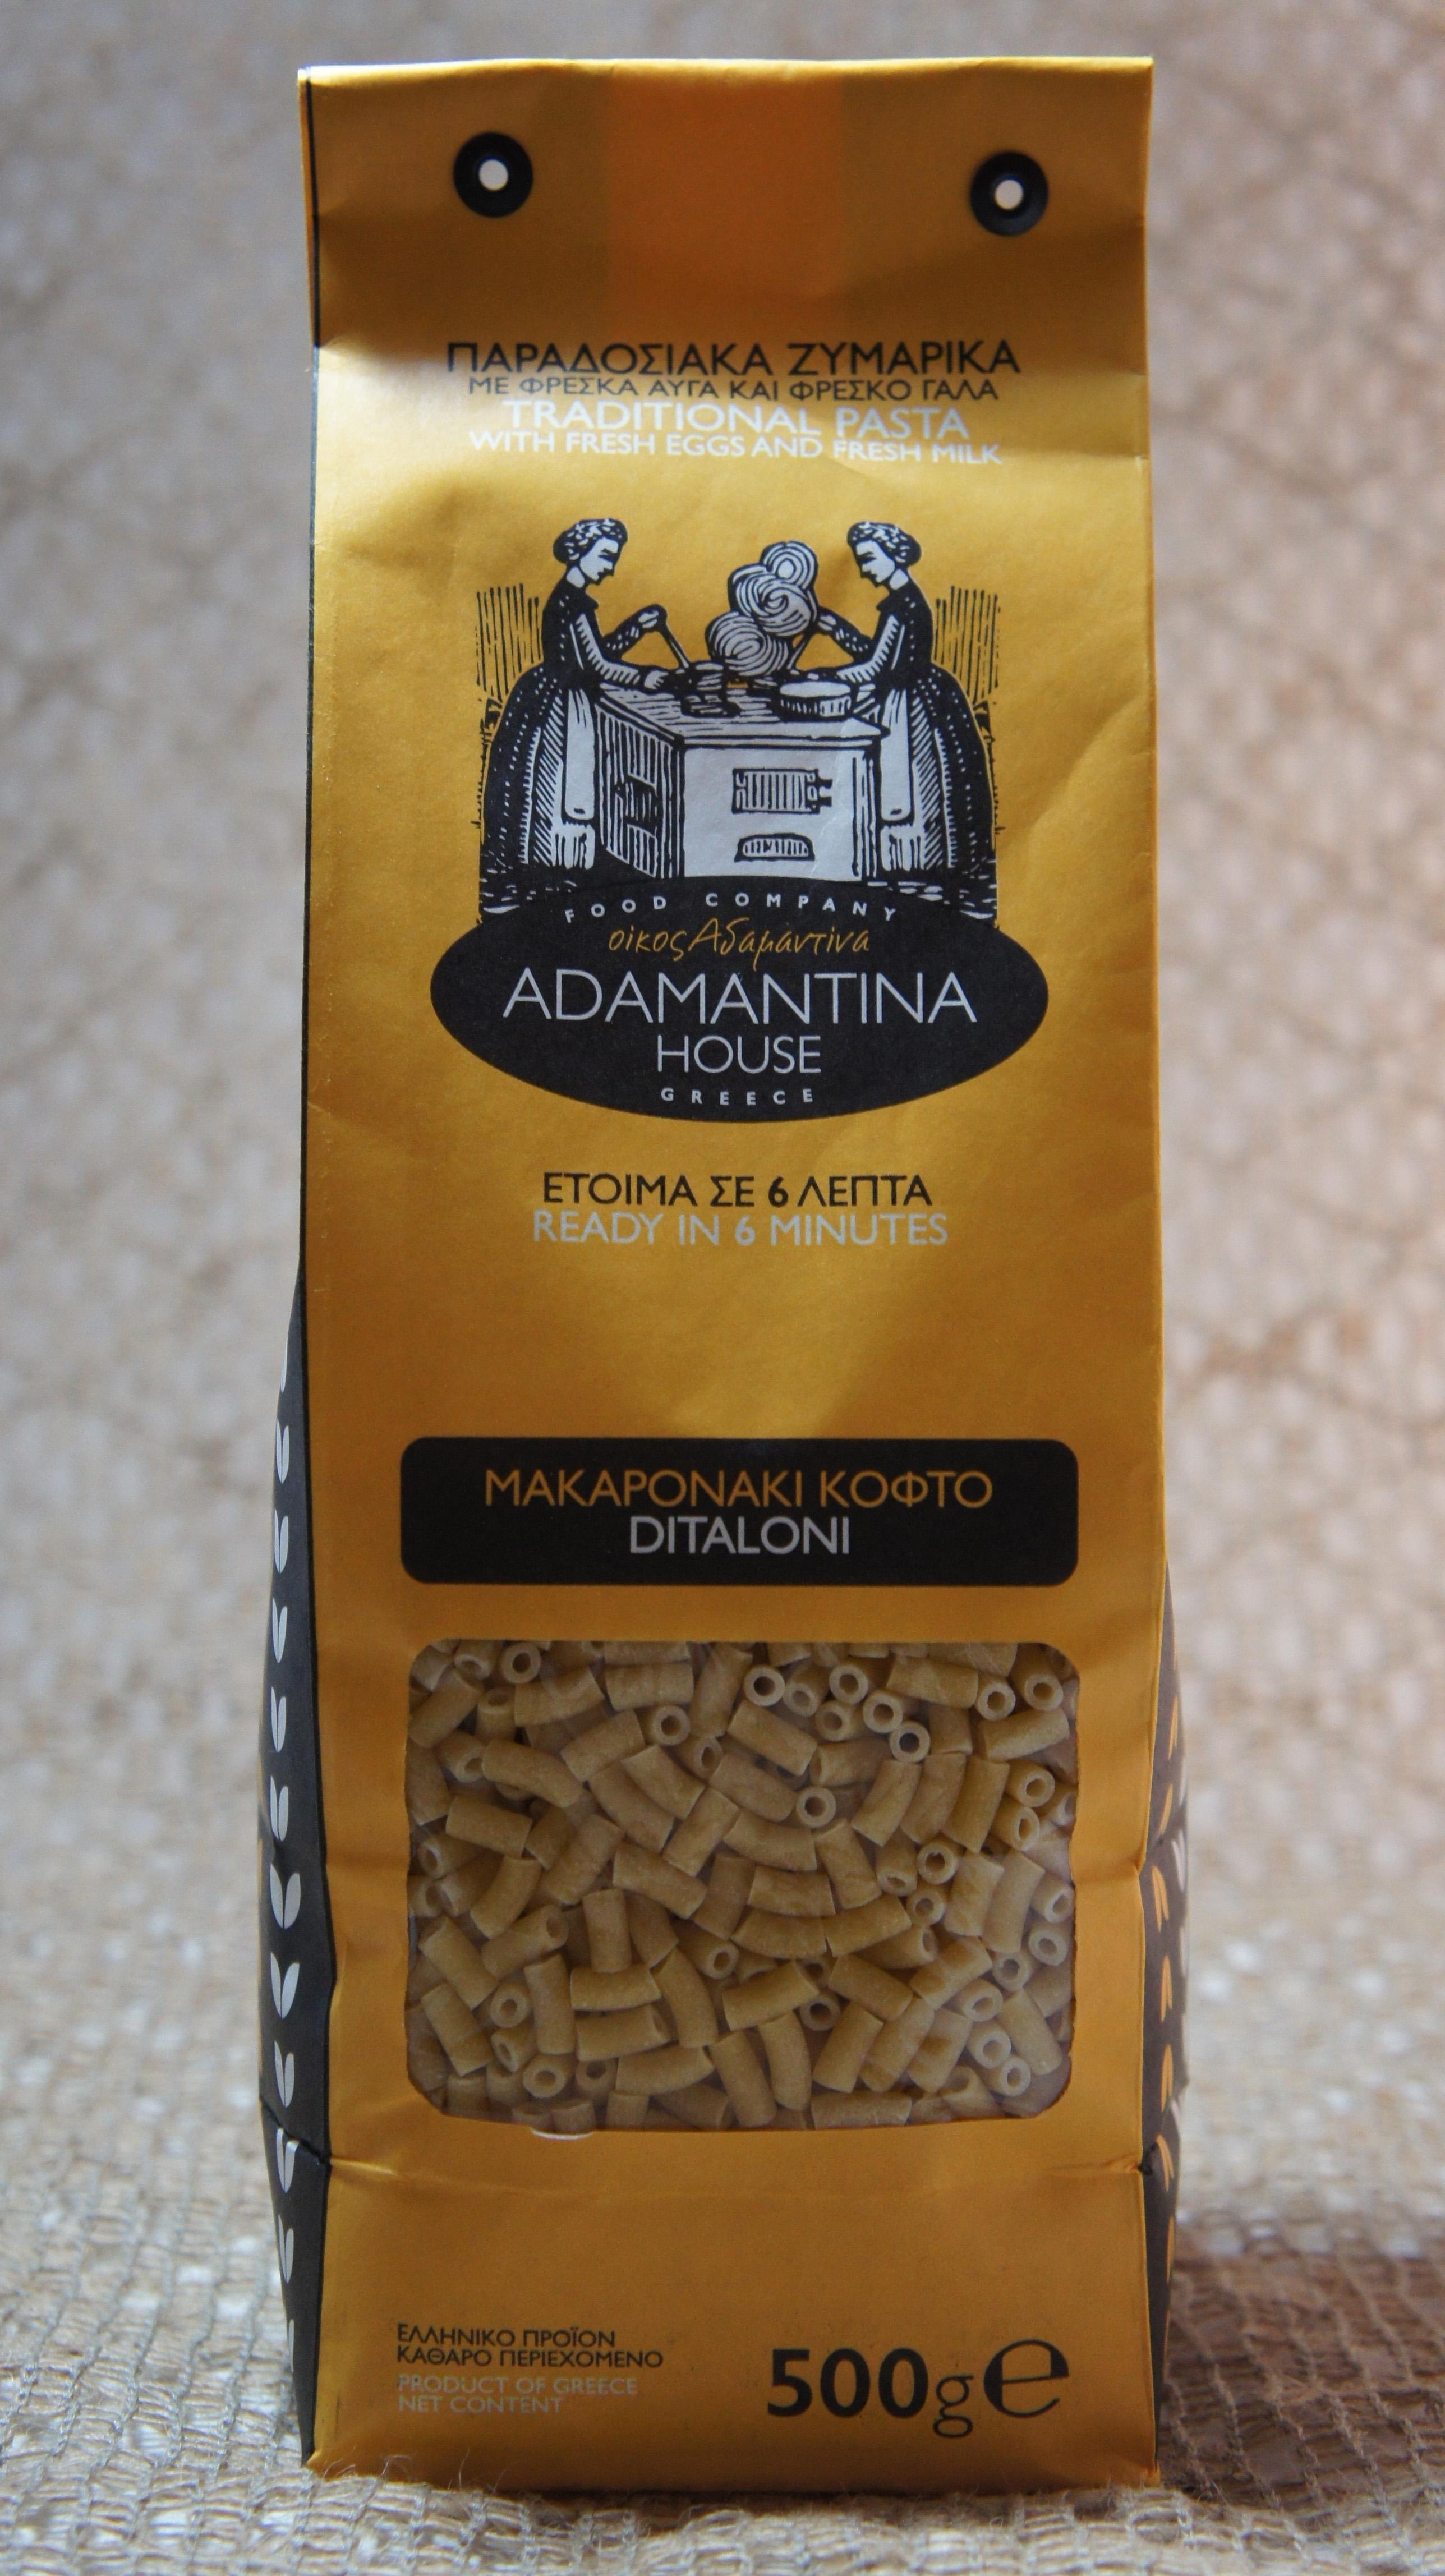 ΠΑΡΑΔΟΣΙΑΚΑ ΖΥΜΑΡΙΚΑ
ΜΕ ΦΡΕΣΚΑ ΑΥΓΑ ΚΑΙ ΦΡΕΣΚΟ ΓΑΛΑ
TRADITIONAL PASTA
WITH FRESH EGGS AND FRESH MILK
FOOD COMPANY
οίκος Αδαμαντίνα
ADAMANTINA
HOUSE
GREECE
ΕΤΟΙΜΑ ΣΕ 6 ΛΕΠΤΑ
READY IN 6 MINUTES
ΜΑΚΑΡΟΝΑΚΙ ΚΟΦΤΟ
DITALONI
ΕΛΛΗΝΙΚΟ ΠΡΟΪΟΝ
ΚΑΘΑΡΟ ΠΕΡΙΕΧΟΜΕΝΟ
PRODUCT OF GREECE
NET CONTENT
500g℮